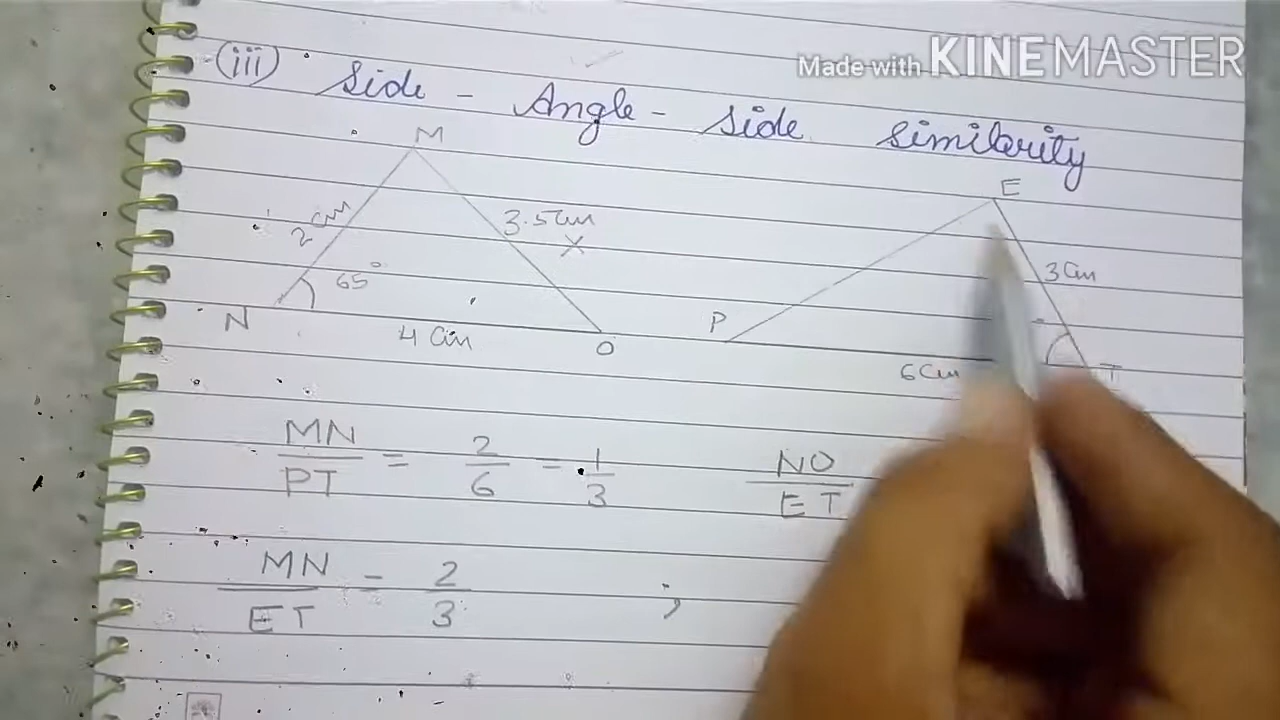 Made with KINEMASTER
(iii) Side - Angle - Side similarity
M E
2 cm 3.5 cm 3 cm
×
65°
N 4 cm O P 6 cm T
MN/PT = 2/6 = 1/3 NO/ET
MN/ET = 2/3 ;